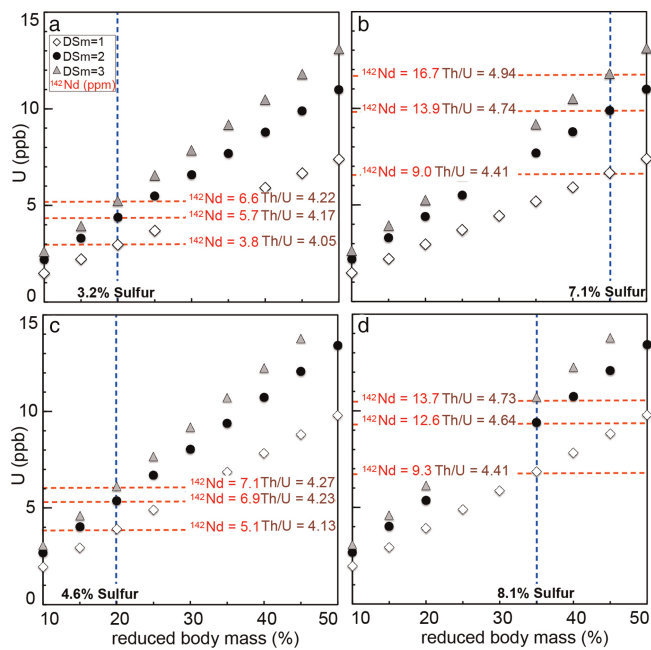 a
DSm=1
DSm=2
DSm=3
¹⁴²Nd (ppm)
15
10
5
0
U (ppb)
¹⁴²Nd = 6.6 Th/U = 4.22
¹⁴²Nd = 5.7 Th/U = 4.17
¹⁴²Nd = 3.8 Th/U = 4.05
3.2% Sulfur
b
¹⁴²Nd = 16.7 Th/U = 4.94
¹⁴²Nd = 13.9 Th/U = 4.74
¹⁴²Nd = 9.0 Th/U = 4.41
7.1% Sulfur
c
15
10
5
0
U (ppb)
¹⁴²Nd = 7.1 Th/U = 4.27
¹⁴²Nd = 6.9 Th/U = 4.23
¹⁴²Nd = 5.1 Th/U = 4.13
4.6% Sulfur
10 20 30 40 50
reduced body mass (%)
d
¹⁴²Nd = 13.7 Th/U = 4.73
¹⁴²Nd = 12.6 Th/U = 4.64
¹⁴²Nd = 9.3 Th/U = 4.41
8.1% Sulfur
20 30 40 50
reduced body mass (%)